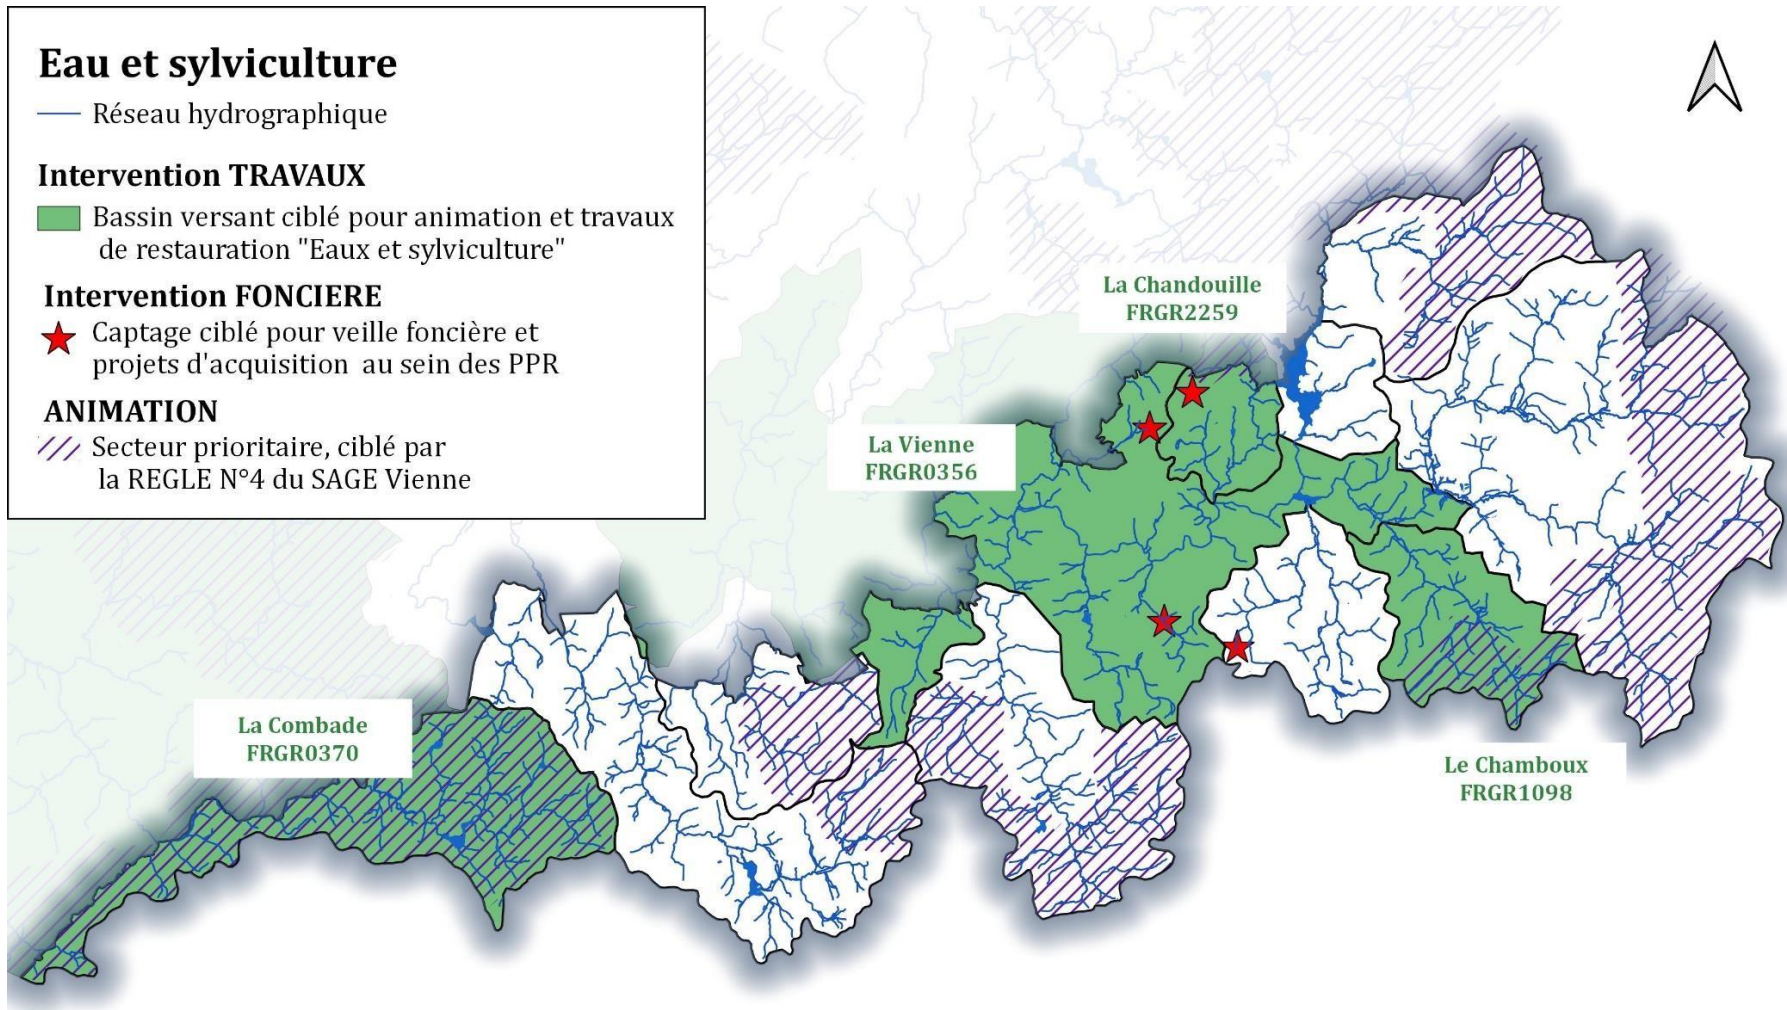 Eau et sylviculture
Réseau hydrographique
Intervention TRAVAUX
Bassin versant ciblé pour animation et travaux
de restauration "Eaux et sylviculture"
Intervention FONCIERE
Captage ciblé pour veille foncière et
projets d'acquisition au sein des PPR
ANIMATION
Secteur prioritaire, ciblé par
la REGLE N°4 du SAGE Vienne
La Chandouille
FRGR2259
La Vienne
FRGR0356
La Combade
FRGR0370
Le Chamboux
FRGR1098